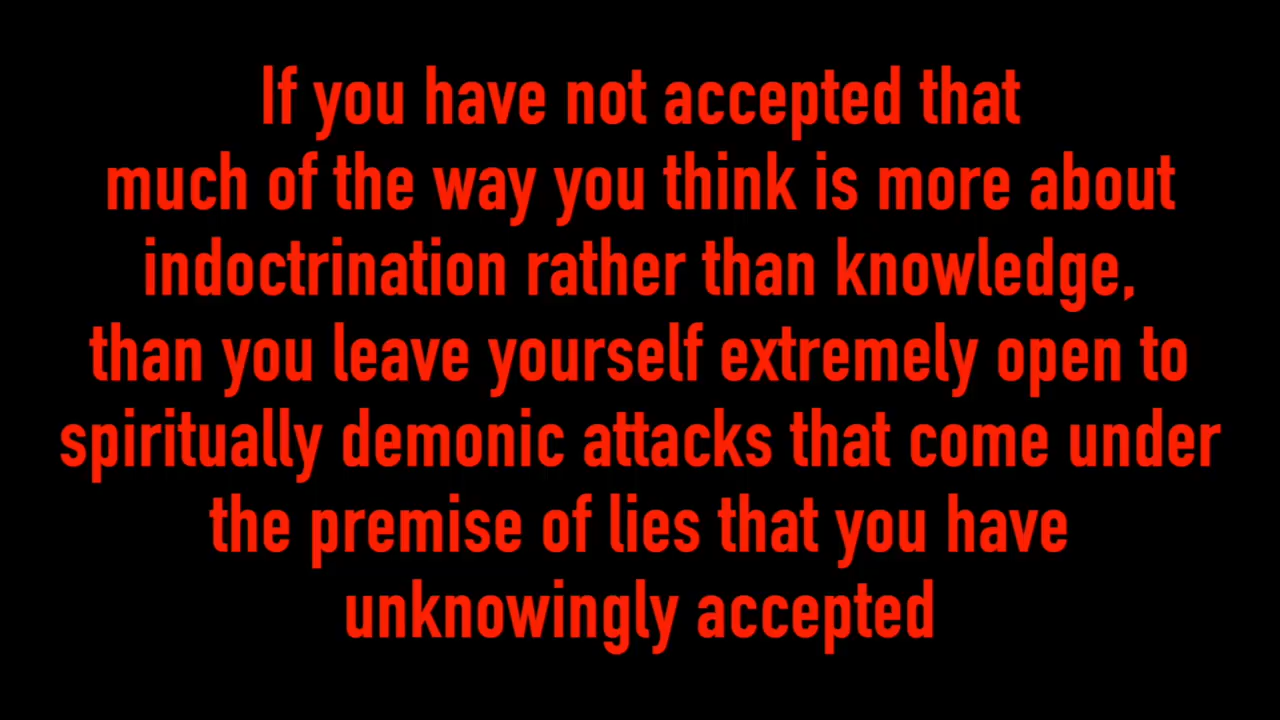 If you have not accepted that
much of the way you think is more about
indoctrination rather than knowledge,
than you leave yourself extremely open to
spiritually demonic attacks that come under
the premise of lies that you have
unknowingly accepted